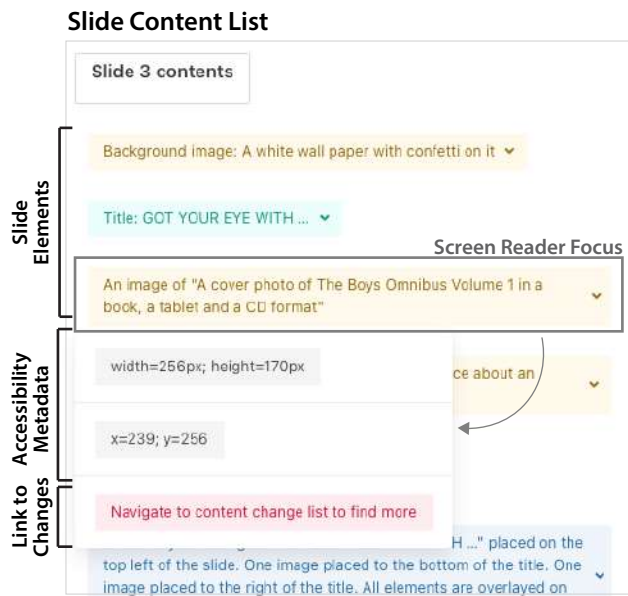 Slide Content List
Slide 3 contents
Slide
Elements
Background image: A white wall paper with confetti on it
Title: GOT YOUR EYE WITH ...
Screen Reader Focus
An image of "A cover photo of The Boys Omnibus Volume 1 in a
book, a tablet and a CD format"
Accessibility
Metadata
width=256px; height=170px
ce about an
x=239; y=256
Link to
Changes
Navigate to content change list to find more
H ..." placed on the
top left of the slide. One image placed to the bottom of the title. One
image placed to the right of the title. All elements are overlayed on